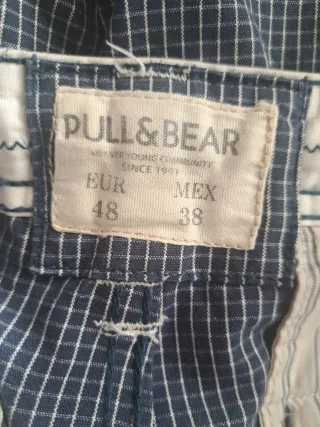 PULL&BEAR
YOUNG COMMUNITY
SINCE 1991
EUR MEX
48 38